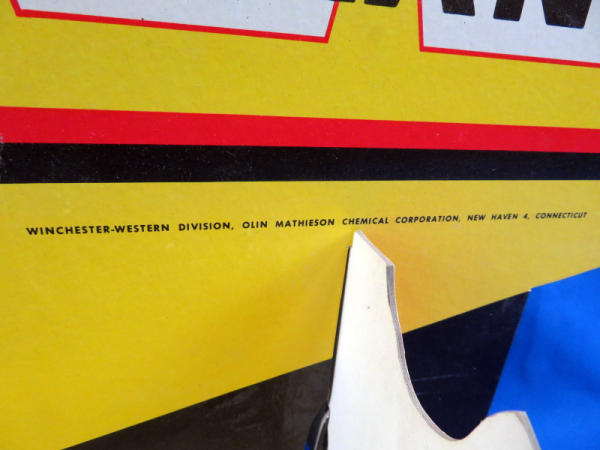 WINCHESTER-WESTERN DIVISION, OLIN MATHIESON CHEMICAL CORPORATION, NEW HAVEN 4, CONNECTICUT